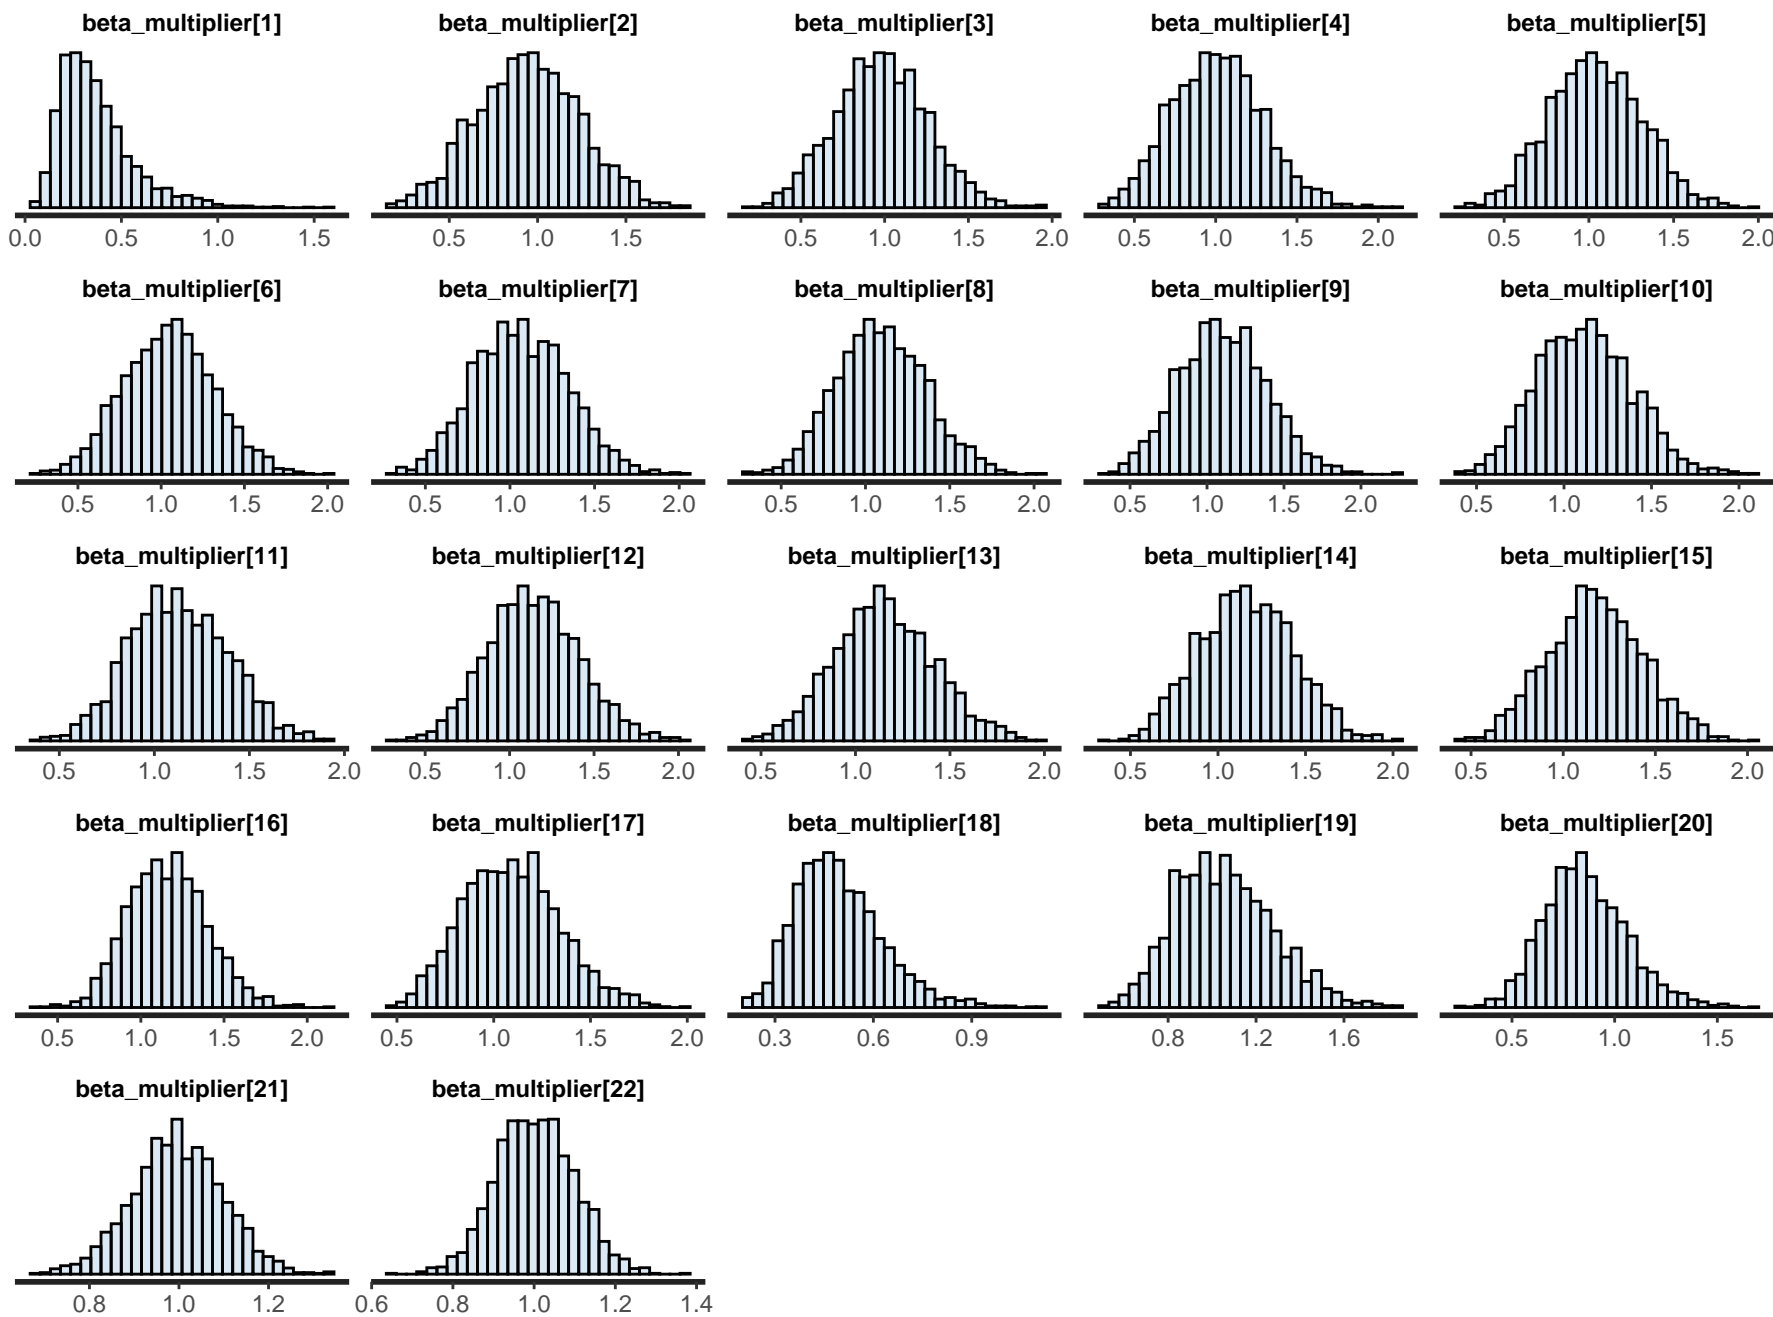 beta_multiplier[1] beta_multiplier[2] beta_multiplier[3] beta_multiplier[4] beta_multiplier[5]
0.0 0.5 1.0 1.5 0.5 1.0 1.5 0.5 1.0 1.5 2.0 0.5 1.0 1.5 2.0 0.5 1.0 1.5 2.0
beta_multiplier[6] beta_multiplier[7] beta_multiplier[8] beta_multiplier[9] beta_multiplier[10]
0.5 1.0 1.5 2.0 0.5 1.0 1.5 2.0 0.5 1.0 1.5 2.0 0.5 1.0 1.5 2.0 0.5 1.0 1.5 2.0
beta_multiplier[11] beta_multiplier[12] beta_multiplier[13] beta_multiplier[14] beta_multiplier[15]
0.5 1.0 1.5 2.0 0.5 1.0 1.5 2.0 0.5 1.0 1.5 2.0 0.5 1.0 1.5 2.0 0.5 1.0 1.5 2.0
beta_multiplier[16] beta_multiplier[17] beta_multiplier[18] beta_multiplier[19] beta_multiplier[20]
0.5 1.0 1.5 2.0 0.5 1.0 1.5 2.0 0.3 0.6 0.9 0.8 1.2 1.6 0.5 1.0 1.5
beta_multiplier[21] beta_multiplier[22]
0.8 1.0 1.2 0.6 0.8 1.0 1.2 1.4